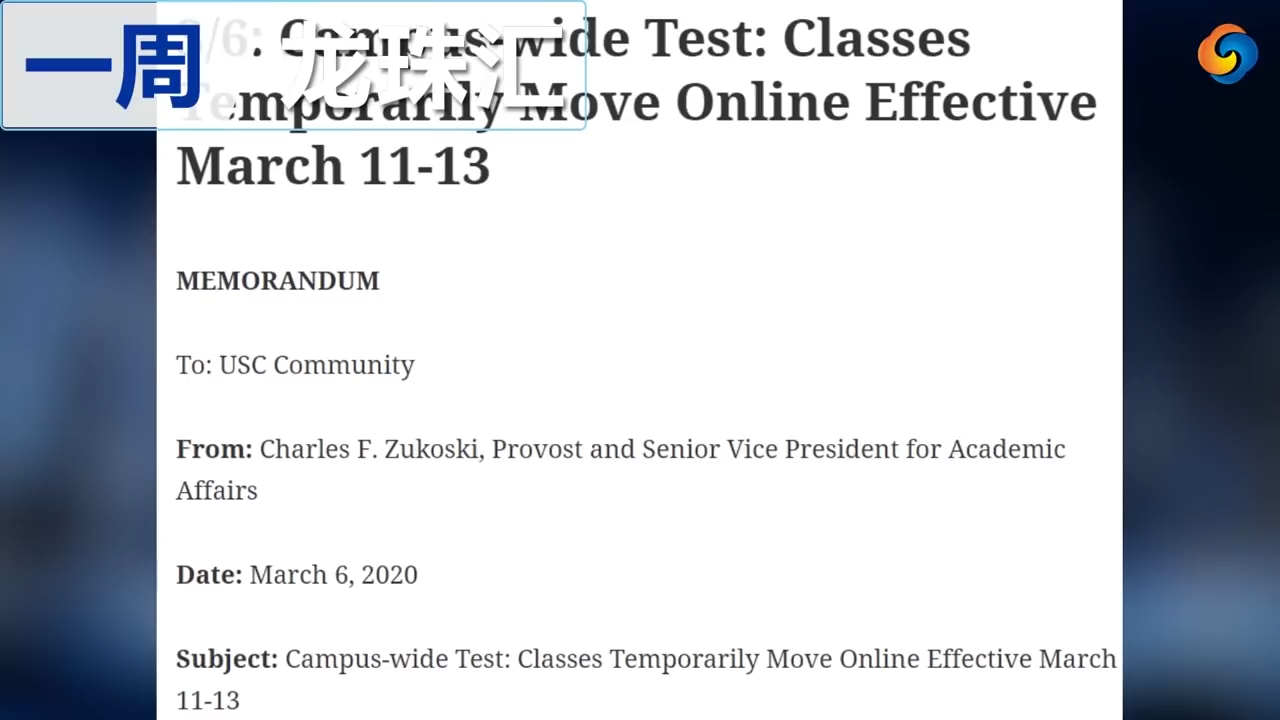 一周 龙珠汇
3/6: Campus-wide Test: Classes
Temporarily Move Online Effective
March 11-13
MEMORANDUM
To: USC Community
From: Charles F. Zukoski, Provost and Senior Vice President for Academic
Affairs
Date: March 6, 2020
Subject: Campus-wide Test: Classes Temporarily Move Online Effective March
11-13